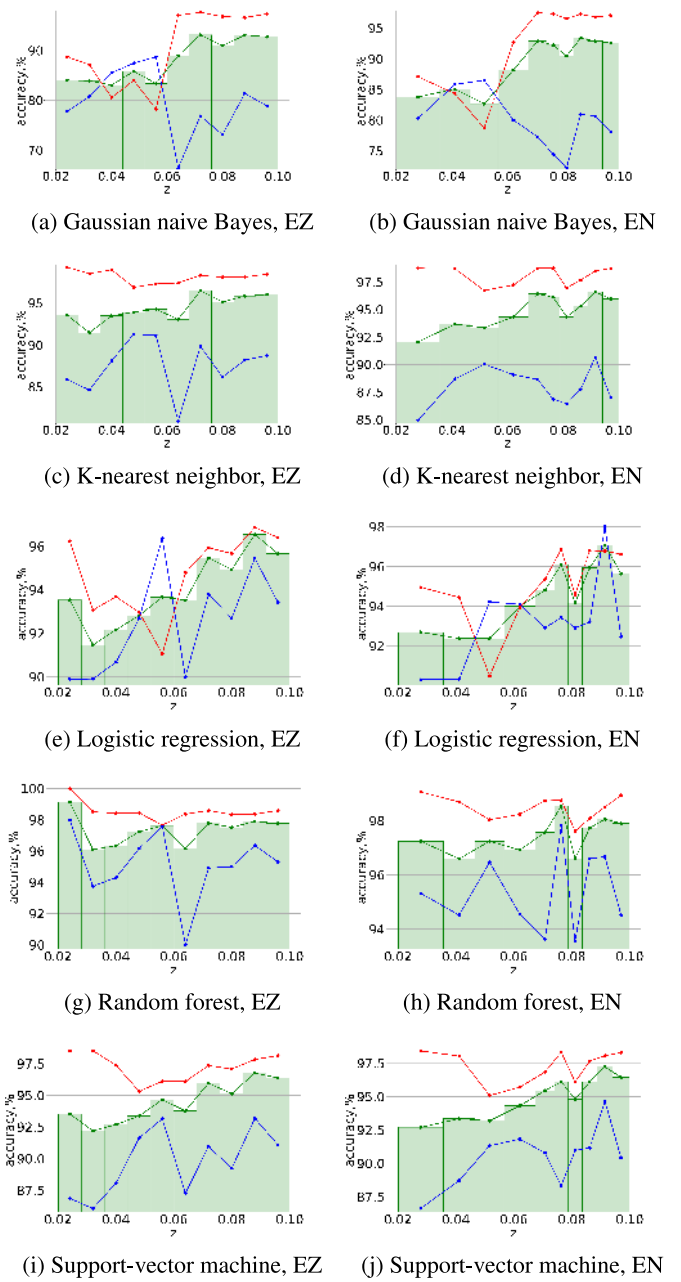 90
80
70
accuracy,%
0.02 0.04 0.06 0.08 0.10
z
(a) Gaussian naive Bayes, EZ
95
90
85
80
75
accuracy,%
0.02 0.04 0.06 0.08 0.10
z
(b) Gaussian naive Bayes, EN
95
90
85
accuracy,%
0.02 0.04 0.06 0.08 0.10
z
(c) K-nearest neighbor, EZ
97.5
95.0
92.5
90.0
87.5
85.0
accuracy,%
0.02 0.04 0.06 0.08 0.10
z
(d) K-nearest neighbor, EN
96
94
92
90
accuracy,%
0.02 0.04 0.06 0.08 0.10
z
(e) Logistic regression, EZ
98
96
94
92
accuracy,%
0.02 0.04 0.06 0.08 0.10
z
(f) Logistic regression, EN
100
98
96
94
92
90
accuracy,%
0.02 0.04 0.06 0.08 0.10
z
(g) Random forest, EZ
98
96
94
accuracy,%
0.02 0.04 0.06 0.08 0.10
z
(h) Random forest, EN
97.5
95.0
92.5
90.0
87.5
accuracy,%
0.02 0.04 0.06 0.08 0.10
z
(i) Support-vector machine, EZ
97.5
95.0
92.5
90.0
87.5
accuracy,%
0.02 0.04 0.06 0.08 0.10
z
(j) Support-vector machine, EN